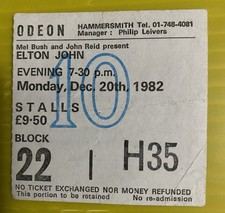 ODEON HAMMERSMITH Tel. 01-748-4081
Manager : Philip Leivers
Mel Bush and John Reid present
ELTON JOHN
EVENING 7-30 p.m.
Monday, Dec. 20th, 1982
10
STALLS
£9·50
BLOCK
22 | H35
NO TICKET EXCHANGED NOR MONEY REFUNDED
This portion to be retained No re-admission